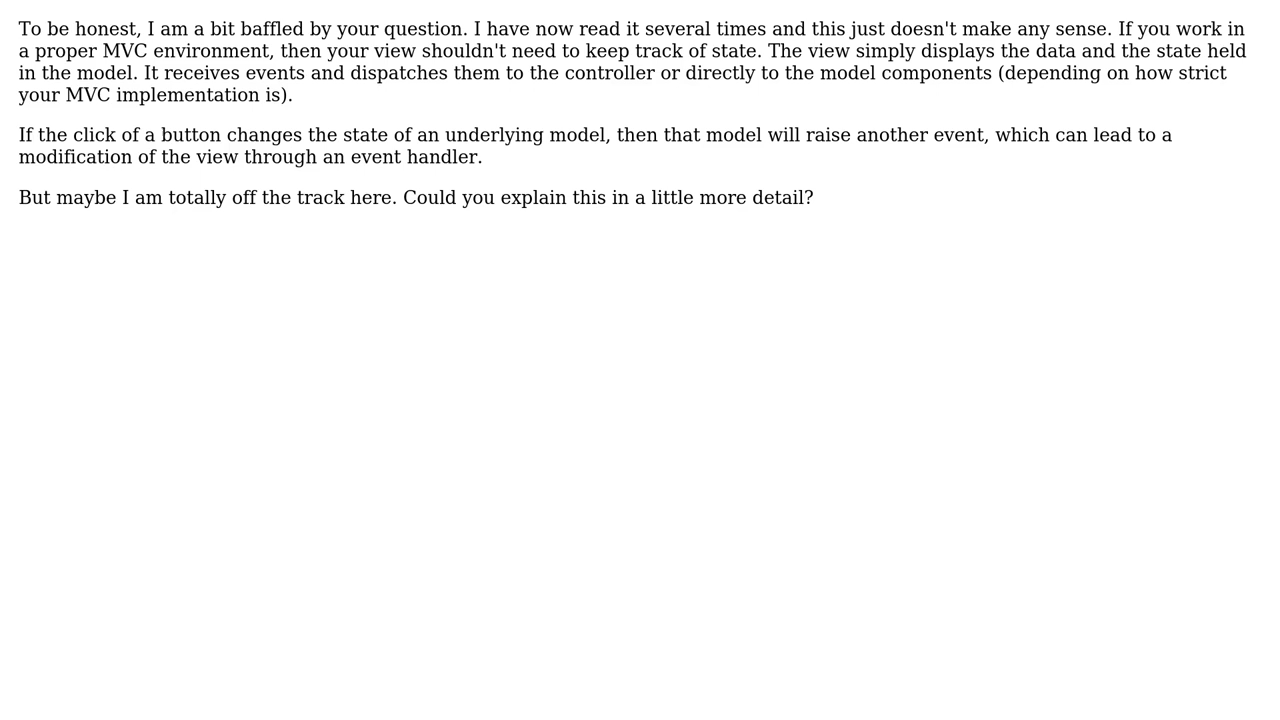 To be honest, I am a bit baffled by your question. I have now read it several times and this just doesn't make any sense. If you work in
a proper MVC environment, then your view shouldn't need to keep track of state. The view simply displays the data and the state held
in the model. It receives events and dispatches them to the controller or directly to the model components (depending on how strict
your MVC implementation is).
If the click of a button changes the state of an underlying model, then that model will raise another event, which can lead to a
modification of the view through an event handler.
But maybe I am totally off the track here. Could you explain this in a little more detail?